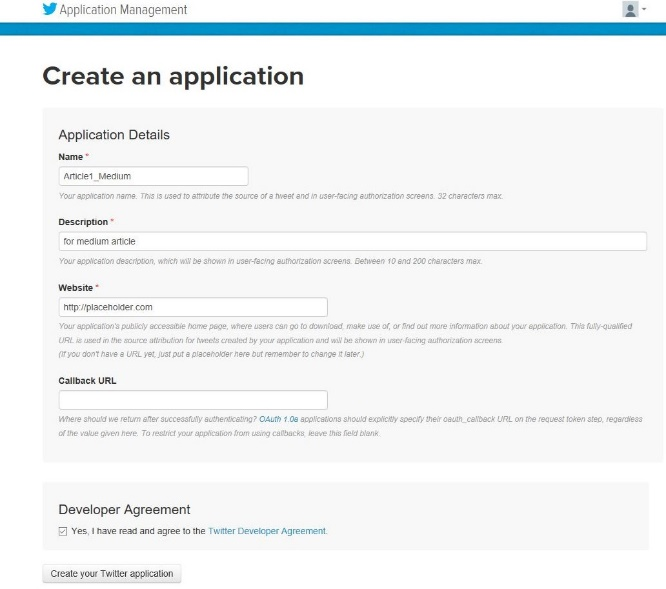 Application Management
Create an application
Application Details
Name *
Article1_Medium
Your application name. This is used to attribute the source of a tweet and in user-facing authorization screens. 32 characters max.
Description *
for medium article
Your application description, which will be shown in user-facing authorization screens. Between 10 and 200 characters max.
Website *
http://placeholder.com
Your application's publicly accessible home page, where users can go to download, make use of, or find out more information about your application. This fully-qualified
URL is used in the source attribution for tweets created by your application and will be shown in user-facing authorization screens.
(If you don't have a URL yet, just put a placeholder here but remember to change it later.)
Callback URL
Where should we return after successfully authenticating? OAuth 1.0a applications should explicitly specify their oauth_callback URL on the request token step, regardless
of the value given here. To restrict your application from using callbacks, leave this field blank.
Developer Agreement
Yes, I have read and agree to the Twitter Developer Agreement.
Create your Twitter application